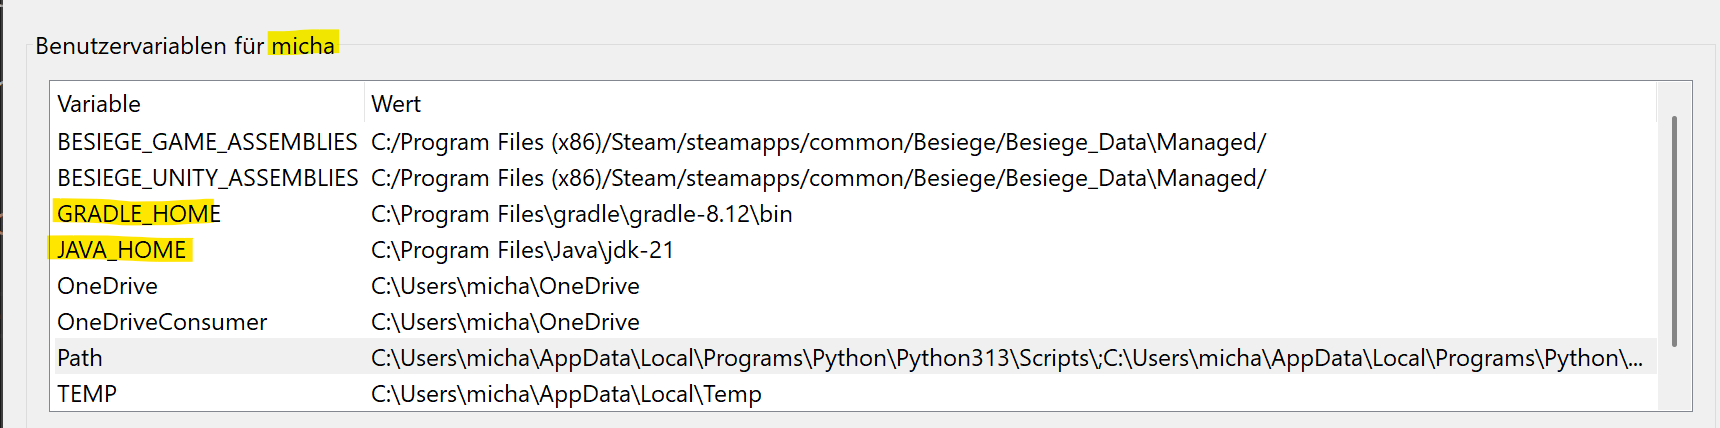 Benutzervariablen für micha
Variable Wert
BESIEGE_GAME_ASSEMBLIES C:/Program Files (x86)/Steam/steamapps/common/Besiege/Besiege_Data\Managed/
BESIEGE_UNITY_ASSEMBLIES C:/Program Files (x86)/Steam/steamapps/common/Besiege/Besiege_Data\Managed/
GRADLE_HOME C:\Program Files\gradle\gradle-8.12\bin
JAVA_HOME C:\Program Files\Java\jdk-21
OneDrive C:\Users\micha\OneDrive
OneDriveConsumer C:\Users\micha\OneDrive
Path C:\Users\micha\AppData\Local\Programs\Python\Python313\Scripts\;C:\Users\micha\AppData\Local\Programs\Python\...
TEMP C:\Users\micha\AppData\Local\Temp